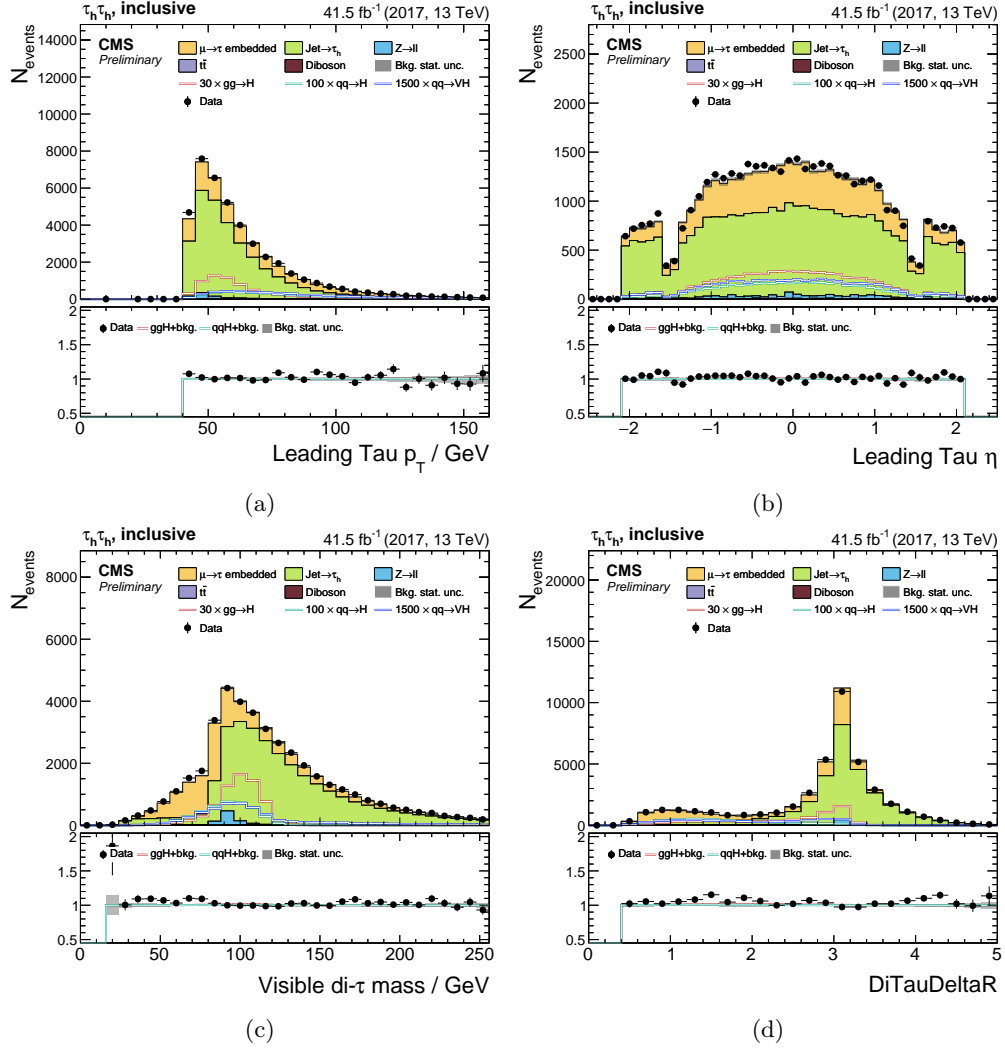 τₕτₕ, inclusive 41.5 fb⁻¹ (2017, 13 TeV)
N_events
14000
12000
10000
8000
6000
4000
2000
0
CMS
Preliminary
μ→τ embedded Jet→τₕ Z→ll
tt̄ Diboson Bkg. stat. unc.
30 × gg→H 100 × qq→H 1500 × qq→VH
Data
2
1.5
1
0.5
Data ggH+bkg. qqH+bkg. Bkg. stat. unc.
0 50 100 150
Leading Tau p_T / GeV
(a)
τₕτₕ, inclusive 41.5 fb⁻¹ (2017, 13 TeV)
N_events
2500
2000
1500
1000
500
0
CMS
Preliminary
μ→τ embedded Jet→τₕ Z→ll
tt̄ Diboson Bkg. stat. unc.
30 × gg→H 100 × qq→H 1500 × qq→VH
Data
2
1.5
1
0.5
Data ggH+bkg. qqH+bkg. Bkg. stat. unc.
−2 −1 0 1 2
Leading Tau η
(b)
τₕτₕ, inclusive 41.5 fb⁻¹ (2017, 13 TeV)
N_events
8000
6000
4000
2000
0
CMS
Preliminary
μ→τ embedded Jet→τₕ Z→ll
tt̄ Diboson Bkg. stat. unc.
30 × gg→H 100 × qq→H 1500 × qq→VH
Data
2
1.5
1
0.5
Data ggH+bkg. qqH+bkg. Bkg. stat. unc.
0 50 100 150 200 250
Visible di-τ mass / GeV
(c)
τₕτₕ, inclusive 41.5 fb⁻¹ (2017, 13 TeV)
N_events
20000
15000
10000
5000
0
CMS
Preliminary
μ→τ embedded Jet→τₕ Z→ll
tt̄ Diboson Bkg. stat. unc.
30 × gg→H 100 × qq→H 1500 × qq→VH
Data
2
1.5
1
0.5
Data ggH+bkg. qqH+bkg. Bkg. stat. unc.
0 1 2 3 4 5
DiTauDeltaR
(d)